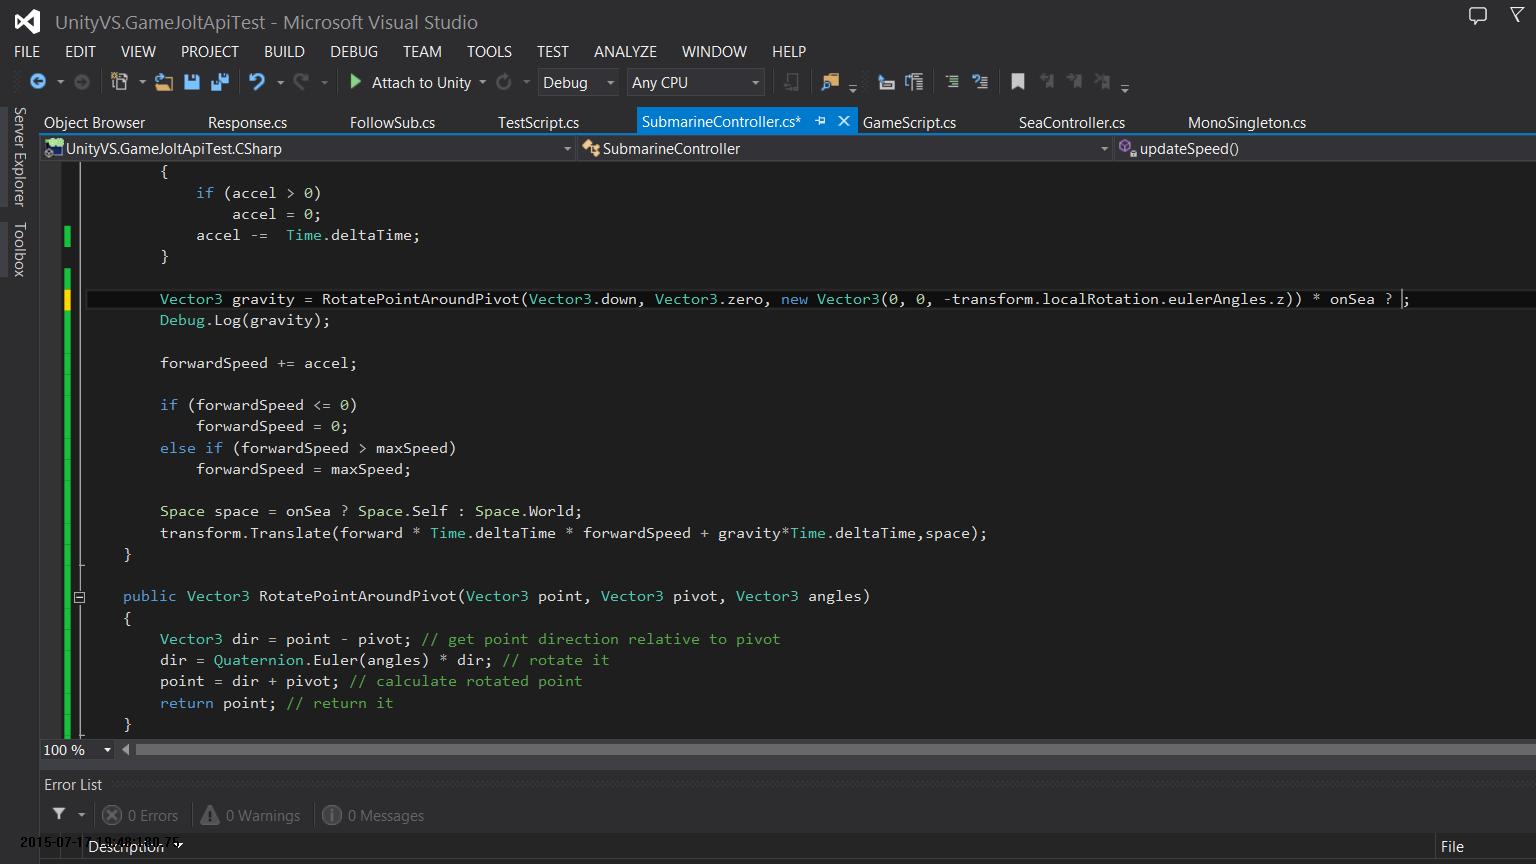 UnityVS.GameJoltApiTest - Microsoft Visual Studio
FILE EDIT VIEW PROJECT BUILD DEBUG TEAM TOOLS TEST ANALYZE WINDOW HELP
Attach to Unity Debug Any CPU
Server Explorer
Toolbox
Object Browser Response.cs FollowSub.cs TestScript.cs SubmarineController.cs* GameScript.cs SeaController.cs MonoSingleton.cs
UnityVS.GameJoltApiTest.CSharp SubmarineController updateSpeed()
{
if (accel > 0)
accel = 0;
accel -= Time.deltaTime;
}
Vector3 gravity = RotatePointAroundPivot(Vector3.down, Vector3.zero, new Vector3(0, 0, -transform.localRotation.eulerAngles.z)) * onSea ? ;
Debug.Log(gravity);
forwardSpeed += accel;
if (forwardSpeed <= 0)
forwardSpeed = 0;
else if (forwardSpeed > maxSpeed)
forwardSpeed = maxSpeed;
Space space = onSea ? Space.Self : Space.World;
transform.Translate(forward * Time.deltaTime * forwardSpeed + gravity*Time.deltaTime,space);
}
public Vector3 RotatePointAroundPivot(Vector3 point, Vector3 pivot, Vector3 angles)
{
Vector3 dir = point - pivot; // get point direction relative to pivot
dir = Quaternion.Euler(angles) * dir; // rotate it
point = dir + pivot; // calculate rotated point
return point; // return it
}
100 %
Error List
0 Errors 0 Warnings 0 Messages
Description File